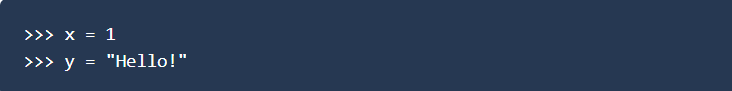 >>> x = 1
>>> y = "Hello!"